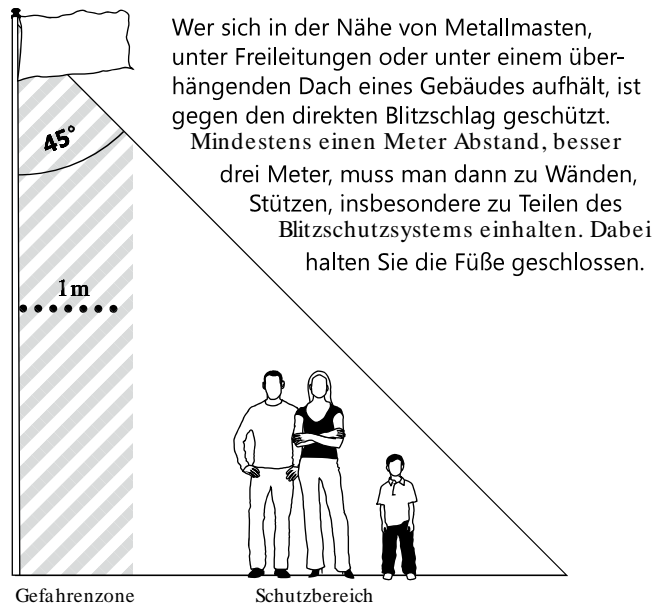 Wer sich in der Nähe von Metallmasten,
unter Freileitungen oder unter einem über-
hängenden Dach eines Gebäudes aufhält, ist
gegen den direkten Blitzschlag geschützt.
Mindestens einen Meter Abstand, besser
drei Meter, muss man dann zu Wänden,
Stützen, insbesondere zu Teilen des
Blitzschutzsystems einhalten. Dabei
halten Sie die Füße geschlossen.
45°
1m
Gefahrenzone
Schutzbereich